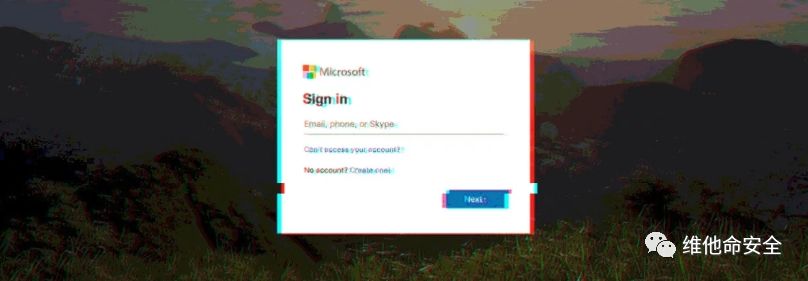 Microsoft
Sign in
Email, phone, or Skype
Can't access your account?
No account? Create one!
Next
维他命安全